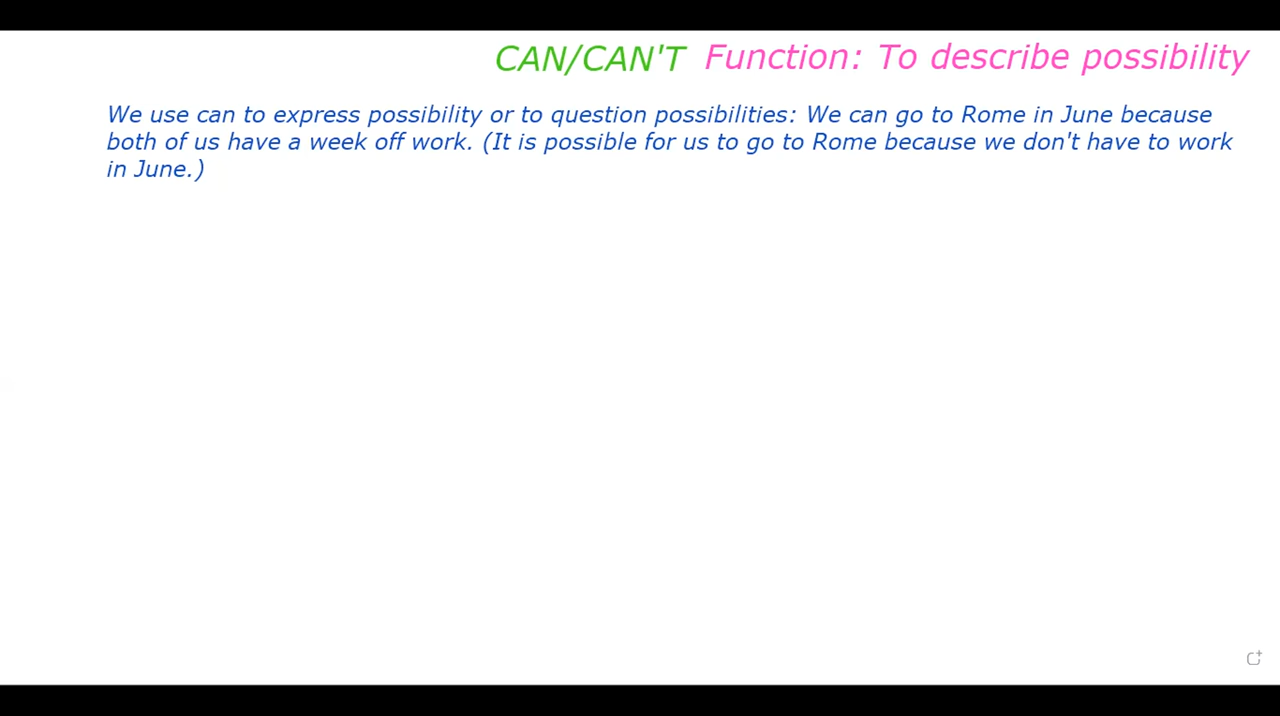 CAN/CAN'T Function: To describe possibility
We use can to express possibility or to question possibilities: We can go to Rome in June because
both of us have a week off work. (It is possible for us to go to Rome because we don't have to work
in June.)